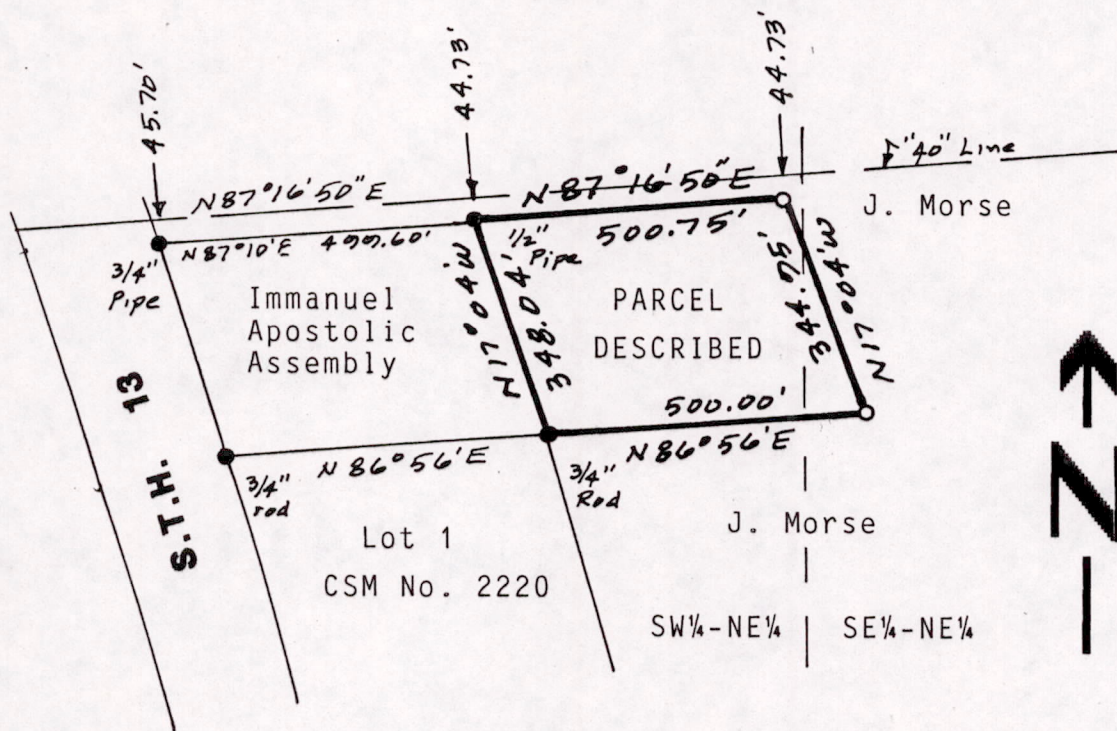 45.70'
44.73'
44.73'
"40" Line
N87°16'50"E
N87°16'50"E
J. Morse
N87°10'E 499.60'
500.75'
3/4"
Pipe
1/2"
Pipe
N17°04'W
348.04'
344.95'
N17°04'W
Immanuel
Apostolic
Assembly
PARCEL
DESCRIBED
500.00'
S.T.H. 13
N86°56'E
N86°56'E
3/4"
rod
3/4"
Rod
Lot 1
CSM No. 2220
J. Morse
SW¼-NE¼
SE¼-NE¼
N